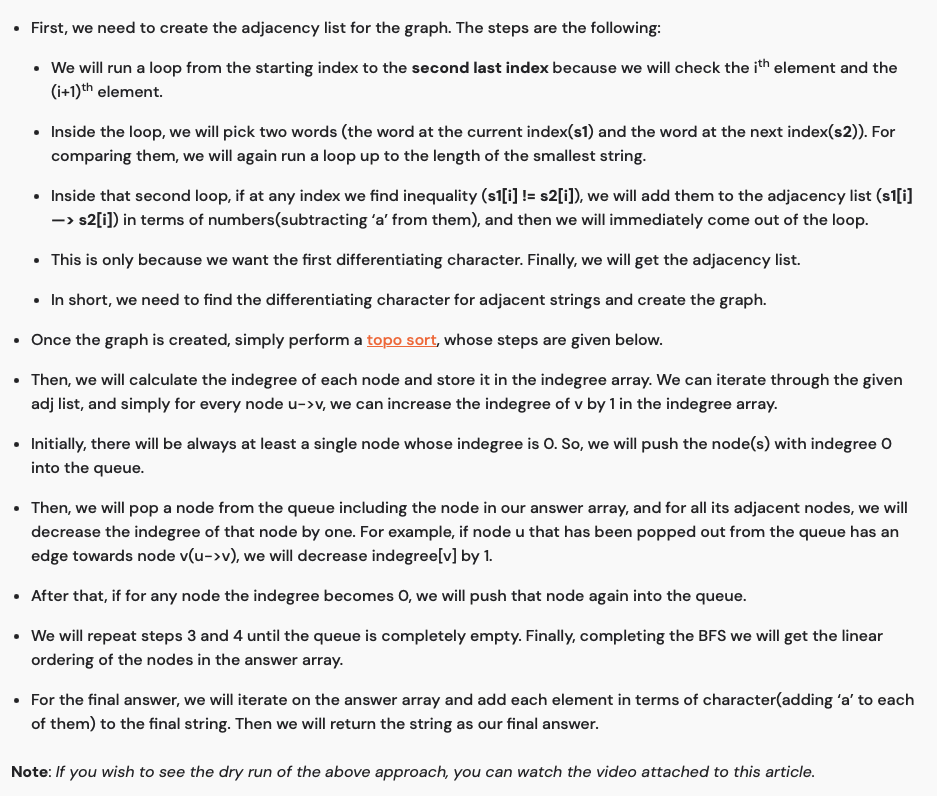 • First, we need to create the adjacency list for the graph. The steps are the following:
• We will run a loop from the starting index to the second last index because we will check the ith element and the
(i+1)th element.
• Inside the loop, we will pick two words (the word at the current index(s1) and the word at the next index(s2)). For
comparing them, we will again run a loop up to the length of the smallest string.
• Inside that second loop, if at any index we find inequality (s1[i] != s2[i]), we will add them to the adjacency list (s1[i]
—> s2[i]) in terms of numbers(subtracting ‘a’ from them), and then we will immediately come out of the loop.
• This is only because we want the first differentiating character. Finally, we will get the adjacency list.
• In short, we need to find the differentiating character for adjacent strings and create the graph.
• Once the graph is created, simply perform a topo sort, whose steps are given below.
• Then, we will calculate the indegree of each node and store it in the indegree array. We can iterate through the given
adj list, and simply for every node u->v, we can increase the indegree of v by 1 in the indegree array.
• Initially, there will be always at least a single node whose indegree is 0. So, we will push the node(s) with indegree 0
into the queue.
• Then, we will pop a node from the queue including the node in our answer array, and for all its adjacent nodes, we will
decrease the indegree of that node by one. For example, if node u that has been popped out from the queue has an
edge towards node v(u->v), we will decrease indegree[v] by 1.
• After that, if for any node the indegree becomes 0, we will push that node again into the queue.
• We will repeat steps 3 and 4 until the queue is completely empty. Finally, completing the BFS we will get the linear
ordering of the nodes in the answer array.
• For the final answer, we will iterate on the answer array and add each element in terms of character(adding ‘a’ to each
of them) to the final string. Then we will return the string as our final answer.
Note: If you wish to see the dry run of the above approach, you can watch the video attached to this article.